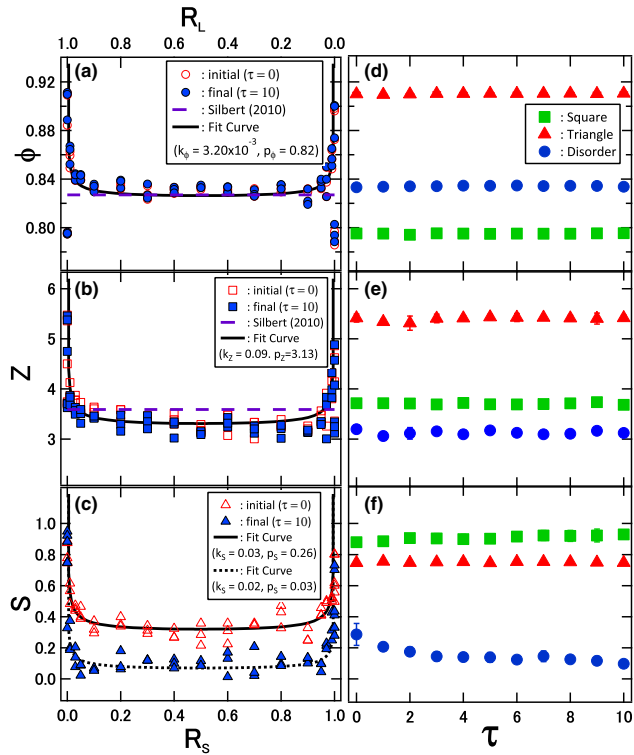 R_L
1.0 0.8 0.6 0.4 0.2 0.0
(a)
: initial (τ = 0)
: final (τ = 10)
: Silbert (2010)
: Fit Curve
(k_ϕ = 3.20x10⁻³, p_ϕ = 0.82)
0.92
0.88
0.84
0.80
ϕ
(d)
: Square
: Triangle
: Disorder
(b)
: initial (τ = 0)
: final (τ = 10)
: Silbert (2010)
: Fit Curve
(k_Z = 0.09. p_Z=3.13)
6
5
4
3
Z
(e)
(c)
: initial (τ = 0)
: final (τ = 10)
: Fit Curve
(k_S = 0.03, p_S = 0.26)
: Fit Curve
(k_S = 0.02, p_S = 0.03)
1.0
0.8
0.6
0.4
0.2
0.0
S
(f)
0.0 0.2 0.4 0.6 0.8 1.0
R_S
0 2 4 6 8 10
τ